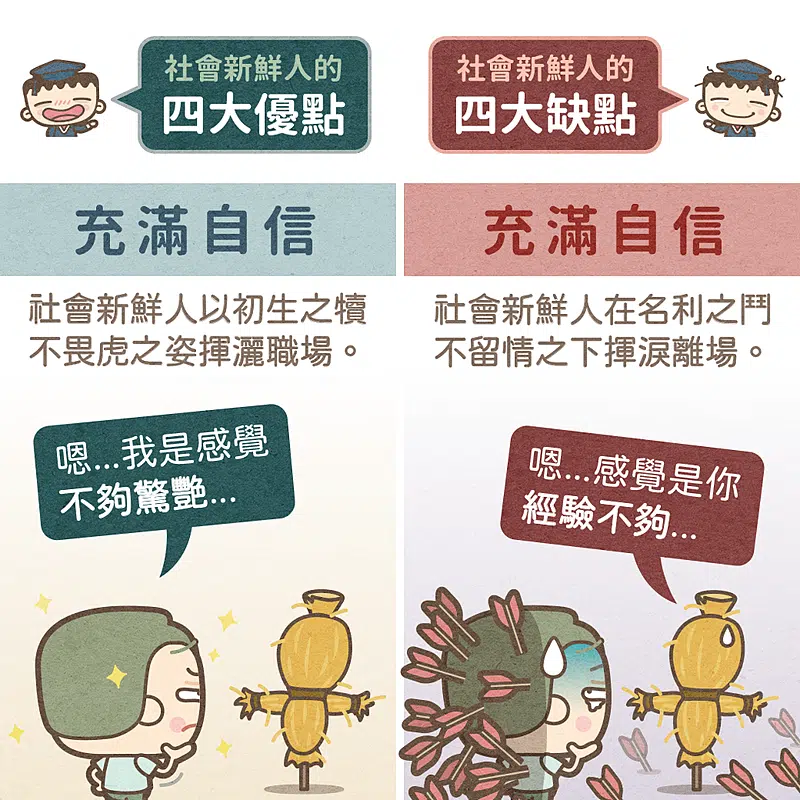 社會新鮮人的
四大優點
充滿自信
社會新鮮人以初生之犢
不畏虎之姿揮灑職場。
嗯...我是感覺
不夠驚艷...
社會新鮮人的
四大缺點
充滿自信
社會新鮮人在名利之鬥
不留情之下揮淚離場。
嗯...感覺是你
經驗不夠...